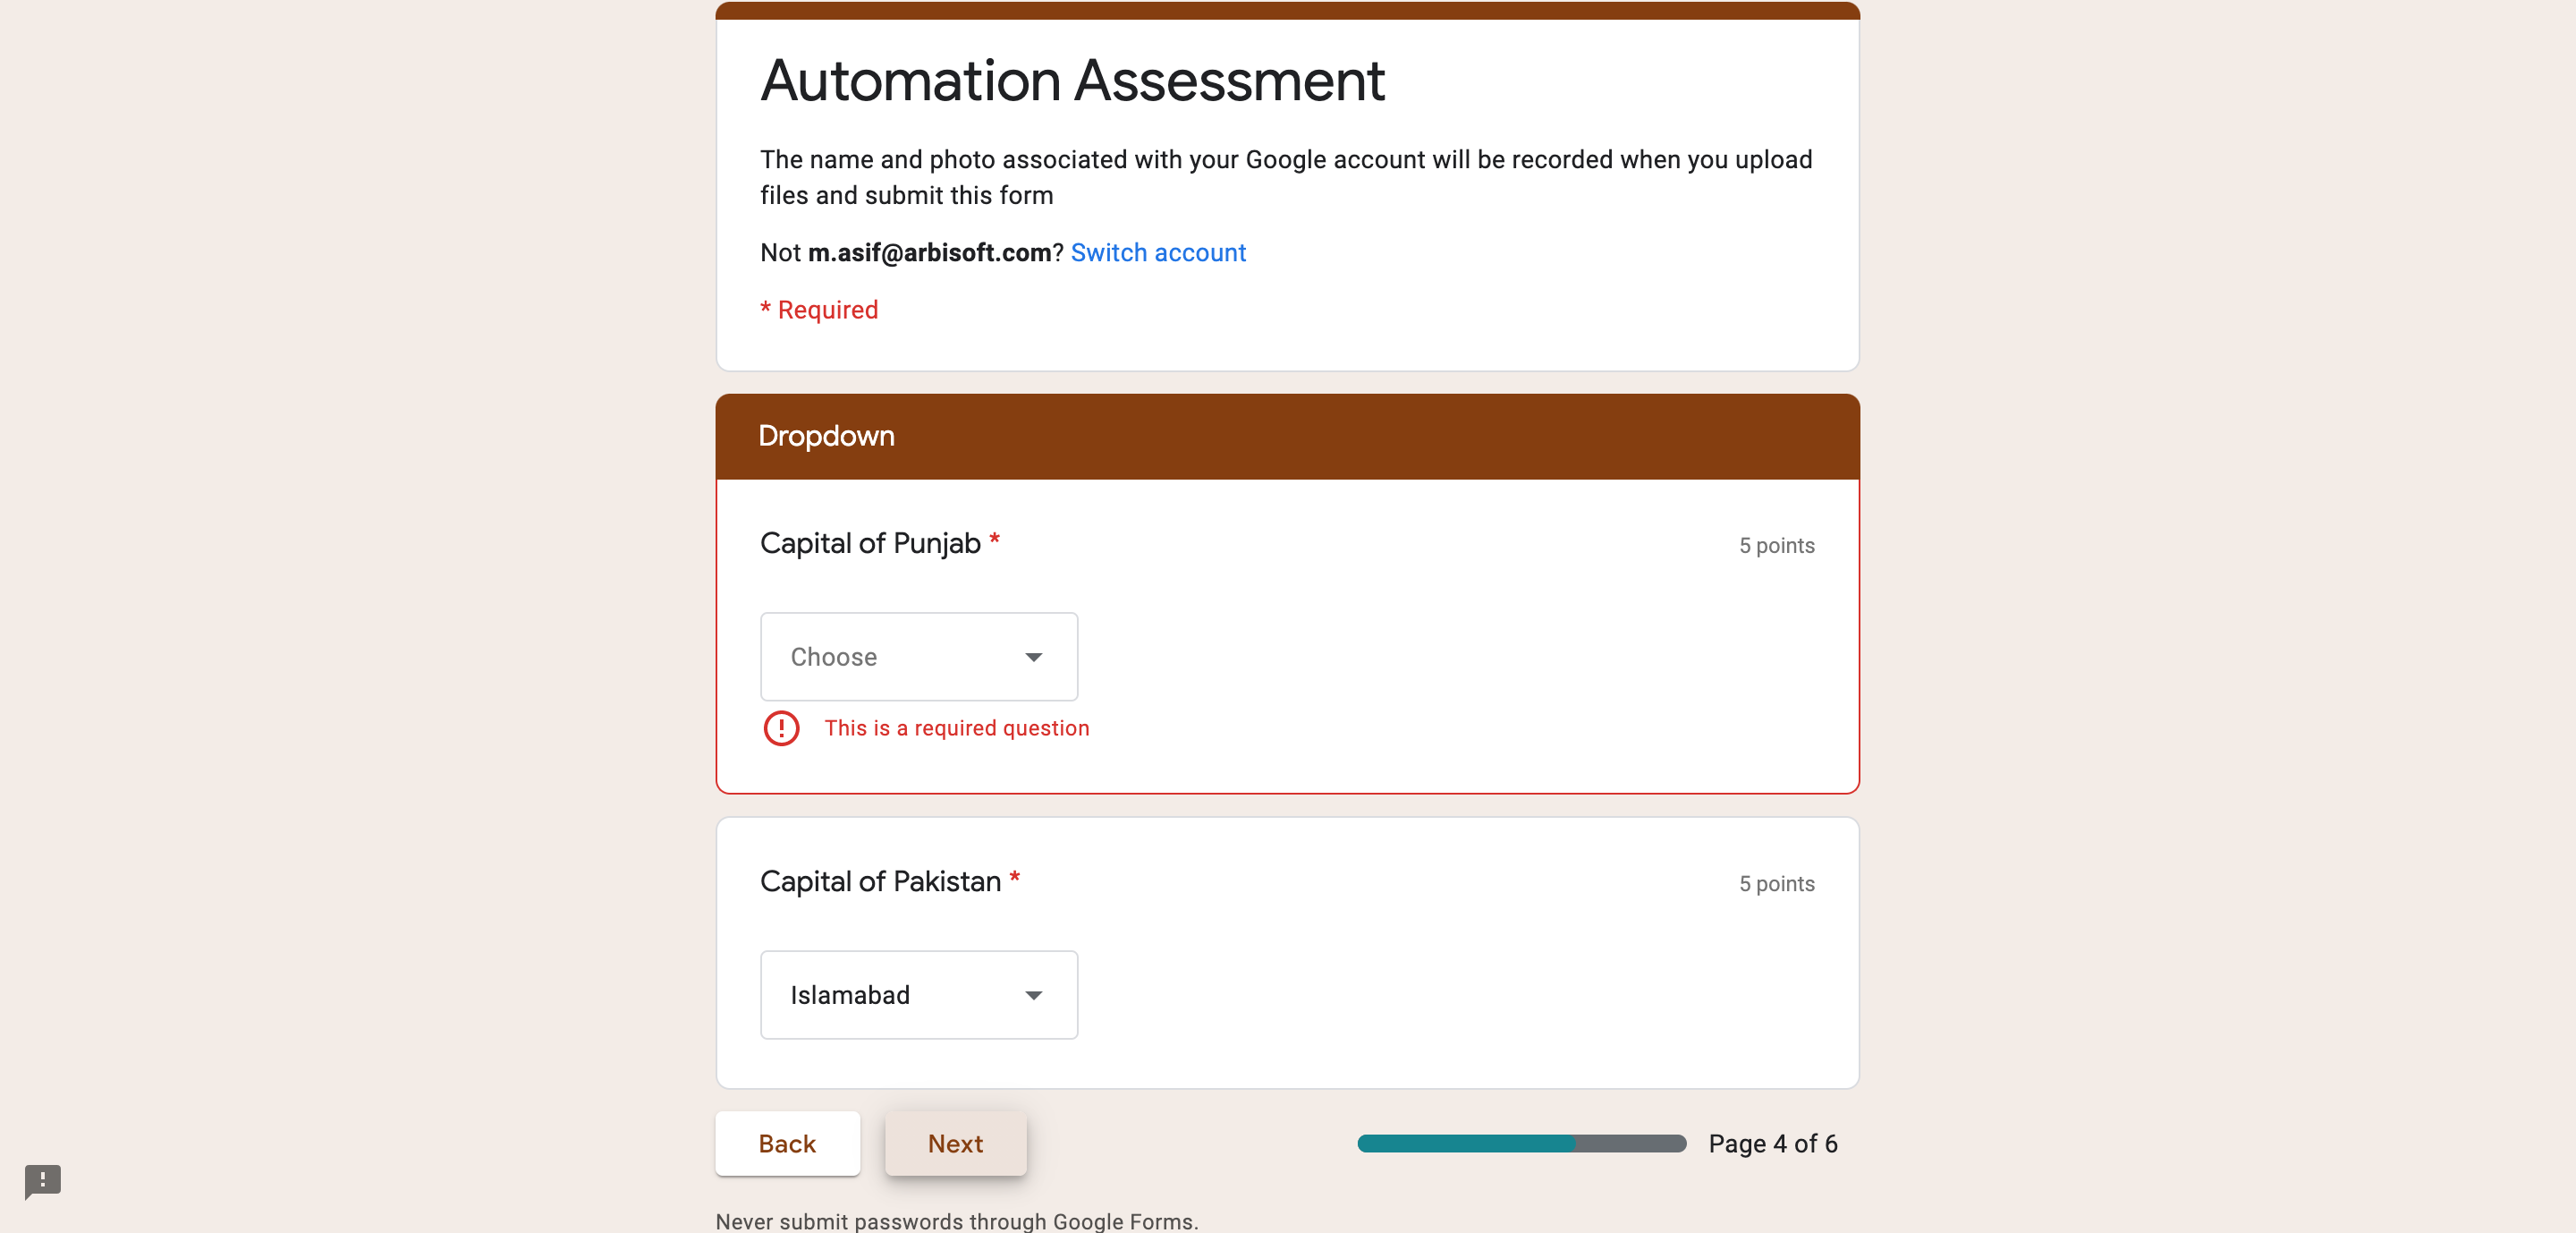 Automation Assessment
The name and photo associated with your Google account will be recorded when you upload
files and submit this form
Not m.asif@arbisoft.com? Switch account
* Required
Dropdown
Capital of Punjab *
5 points
Choose
This is a required question
Capital of Pakistan *
5 points
Islamabad
Back
Next
Page 4 of 6
Never submit passwords through Google Forms.